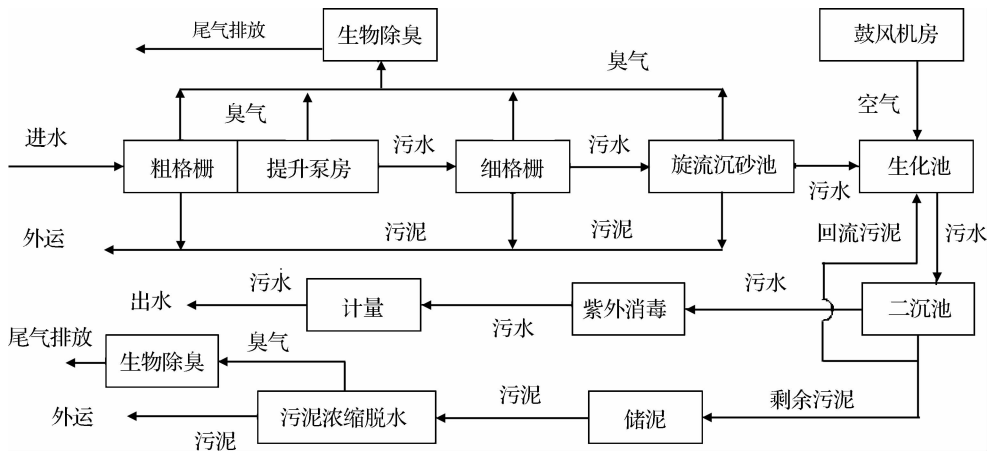 尾气排放
生物除臭
鼓风机房
臭气
臭气
空气
进水
粗格栅
提升泵房
污水
细格栅
污水
旋流沉砂池
污水
生化池
外运
污泥
污泥
回流污泥
污水
出水
污水
计量
污水
紫外消毒
污水
二沉池
尾气排放
生物除臭
臭气
外运
污泥
污泥浓缩脱水
污泥
储泥
剩余污泥